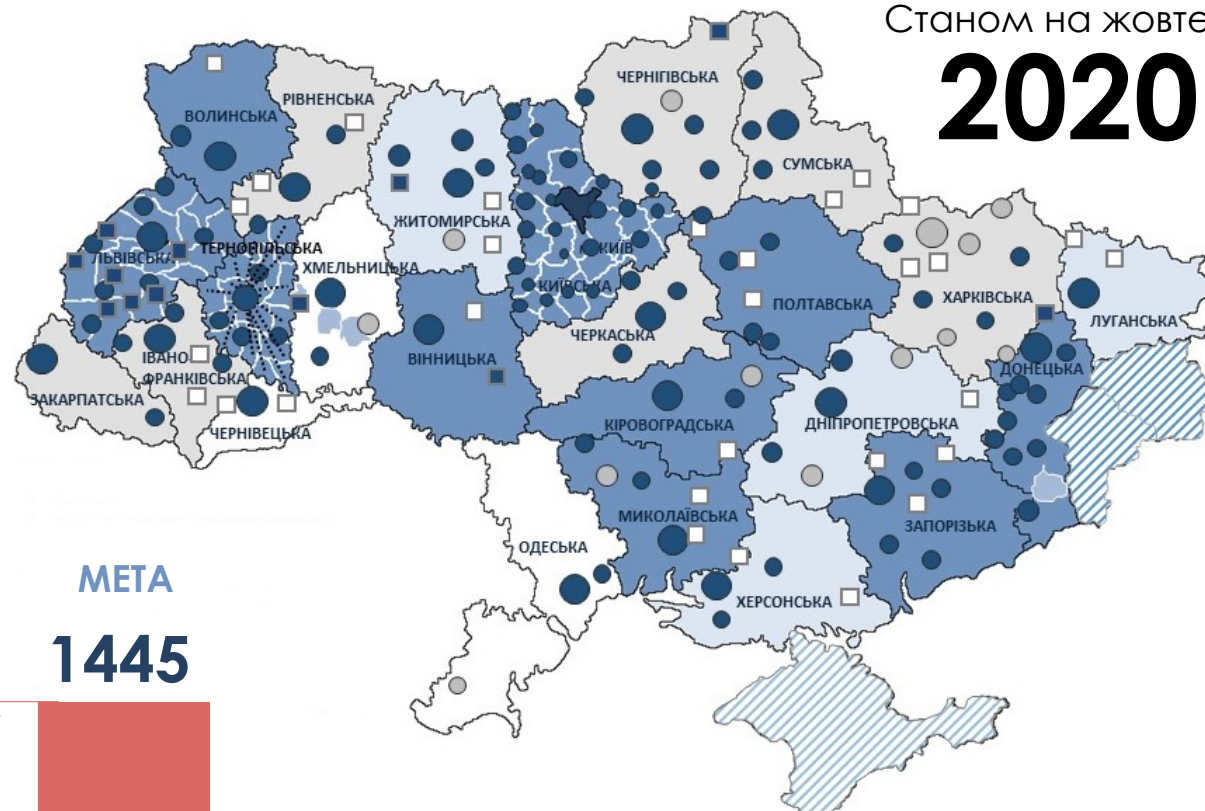 Станом на жовте
2020
ЧЕРНІГІВСЬКА
РІВНЕНСЬКА
ВОЛИНСЬКА
СУМСЬКА
ЖИТОМИРСЬКА
ТЕРНОПІЛЬСЬКА
КИЇВ
ЛЬВІВСЬКА
ХМЕЛЬНИЦЬКА
КИЇВСЬКА
ХАРКІВСЬКА
ПОЛТАВСЬКА
ЛУГАНСЬКА
ЧЕРКАСЬКА
ВІННИЦЬКА
ІВАНО
ФРАНКІВСЬКА
ДОНЕЦЬКА
ЗАКАРПАТСЬКА
КІРОВОГРАДСЬКА
ДНІПРОПЕТРОВСЬКА
ЧЕРНІВЕЦЬКА
МИКОЛАЇВСЬКА
ЗАПОРІЗЬКА
ОДЕСЬКА
ХЕРСОНСЬКА
МЕТА
1445